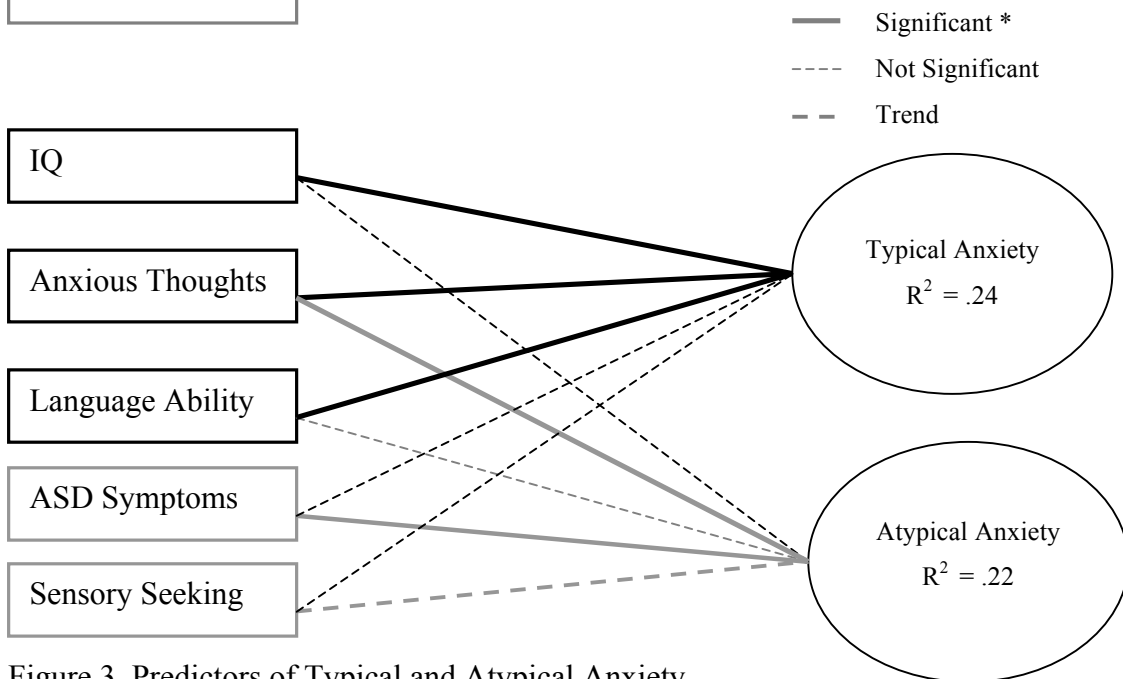 Significant *
Not Significant
Trend
IQ
Anxious Thoughts
Language Ability
ASD Symptoms
Sensory Seeking
Typical Anxiety
R² = .24
Atypical Anxiety
R² = .22
Figure 3. Predictors of Typical and Atypical Anxiety